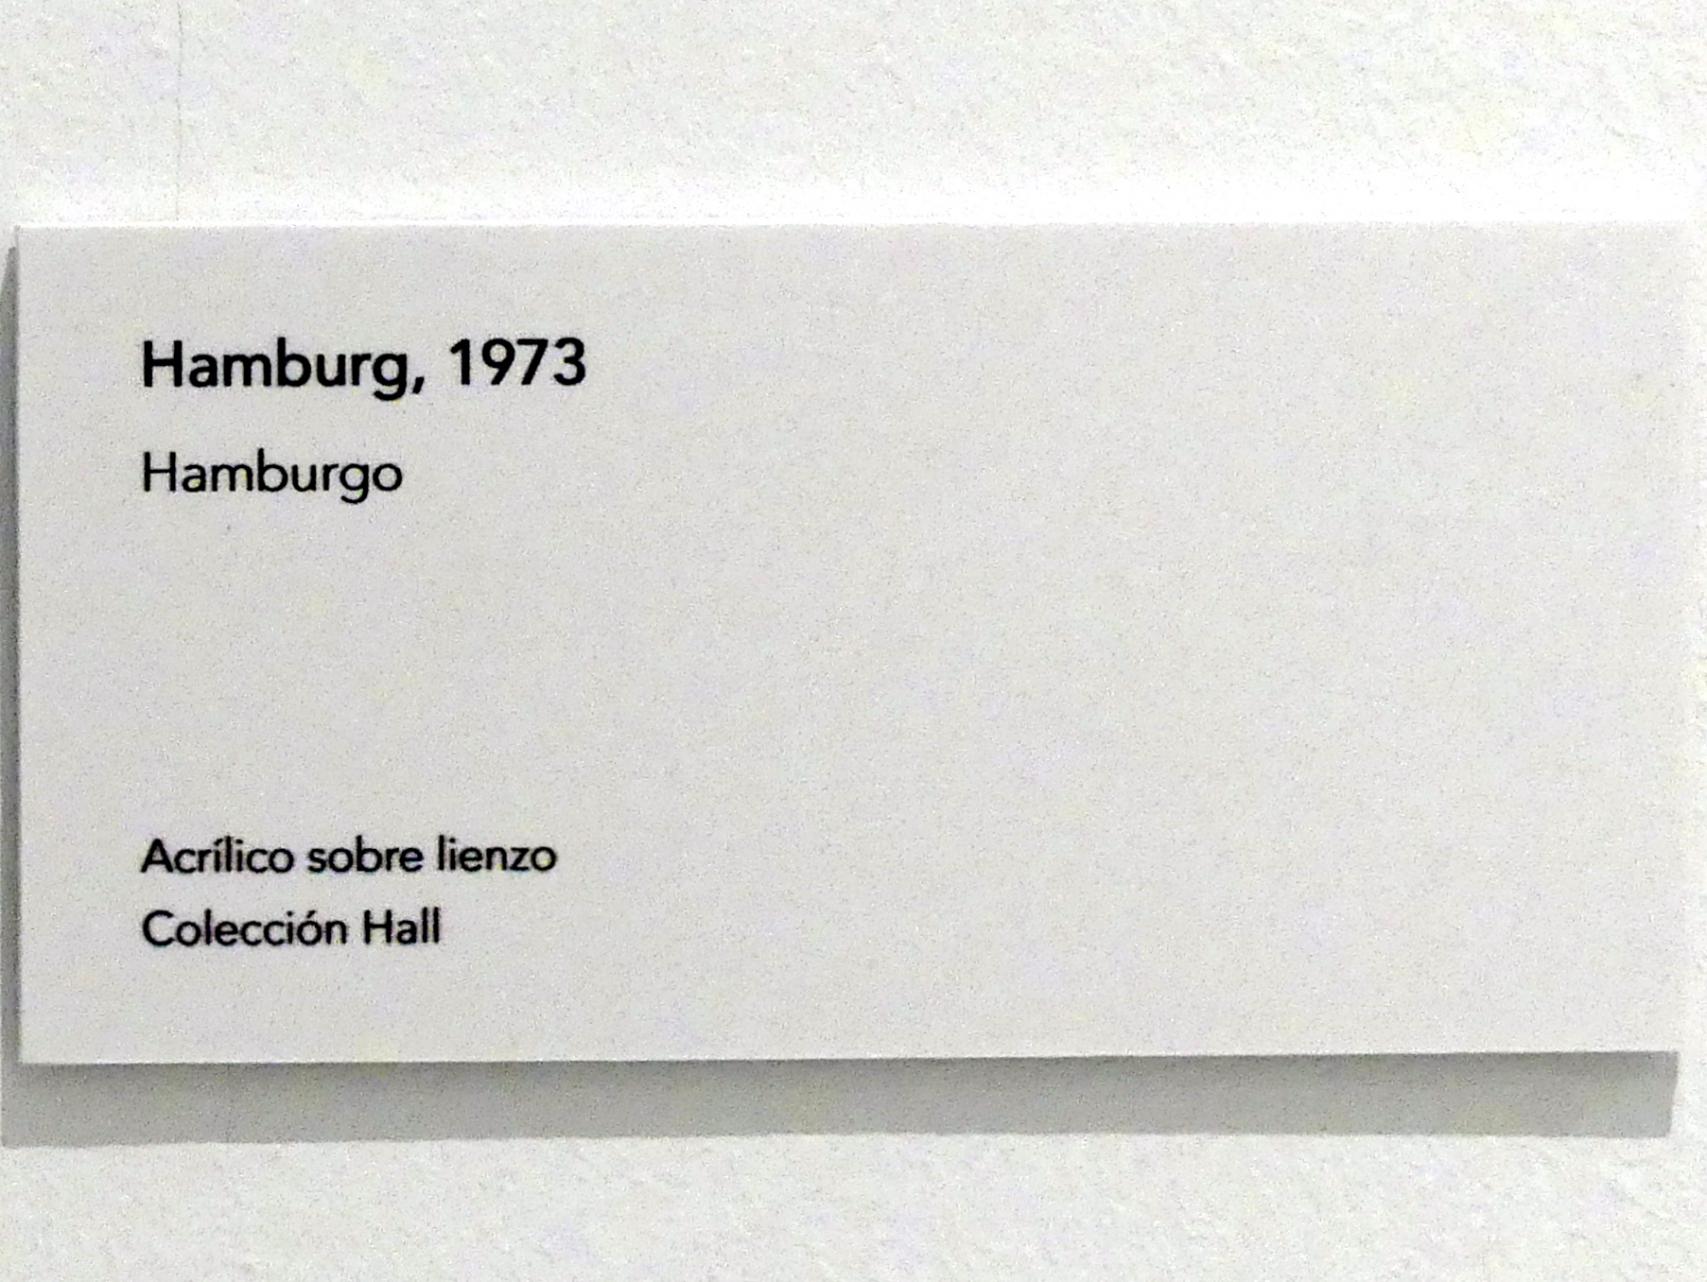 Hamburg, 1973
Hamburgo
Acrílico sobre lienzo
Colección Hall